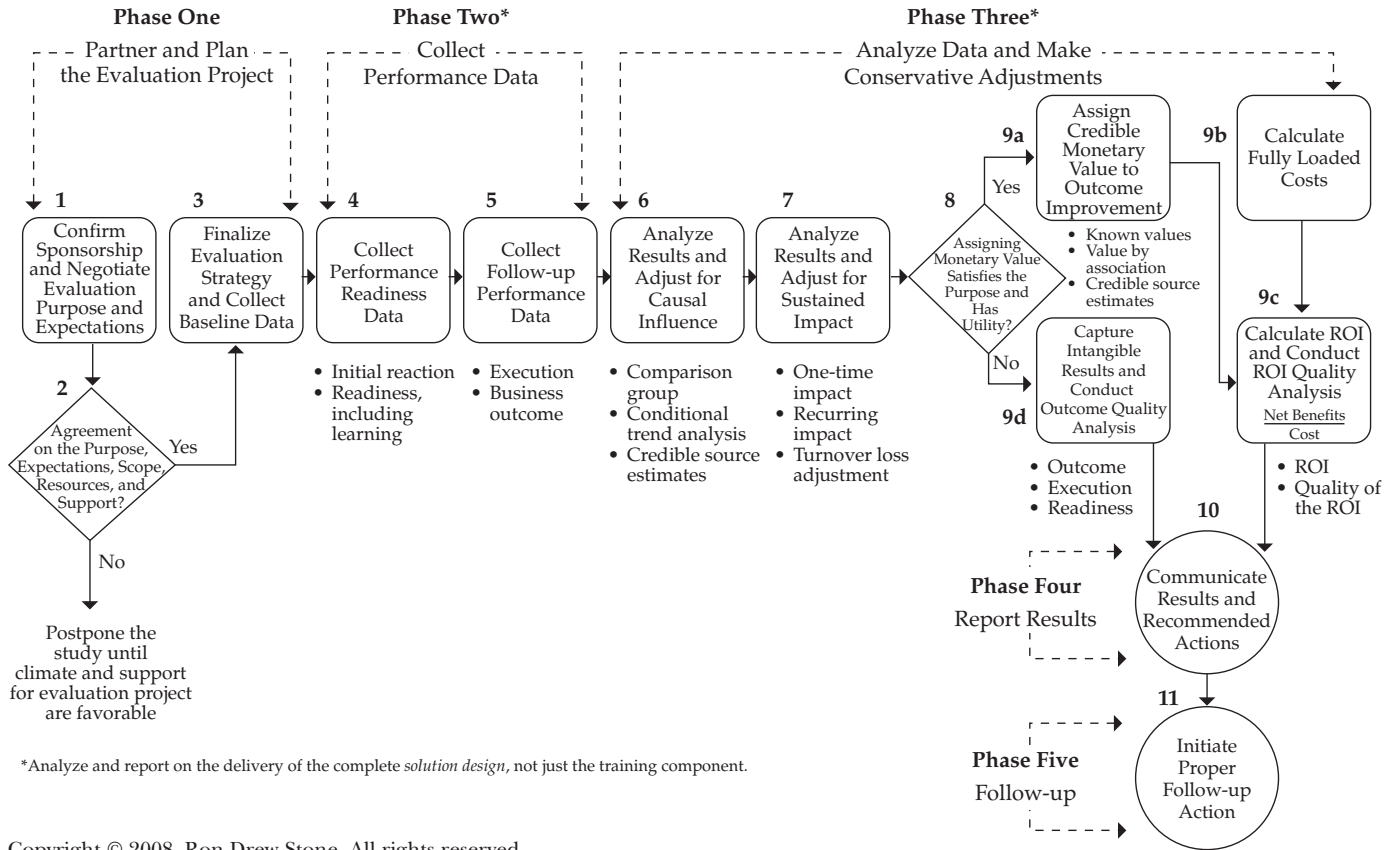 Phase One
Partner and Plan
the Evaluation Project
Phase Two*
Collect
Performance Data
Phase Three*
Analyze Data and Make
Conservative Adjustments
1
Confirm
Sponsorship
and Negotiate
Evaluation
Purpose and
Expectations
2
Agreement
on the Purpose,
Expectations, Scope,
Resources, and
Support?
Yes
No
Postpone the
study until
climate and support
for evaluation project
are favorable
3
Finalize
Evaluation
Strategy
and Collect
Baseline Data
4
Collect
Performance
Readiness
Data
• Initial reaction
• Readiness,
including
learning
5
Collect
Follow-up
Performance
Data
• Execution
• Business
outcome
6
Analyze
Results and
Adjust for
Causal
Influence
• Comparison
group
• Conditional
trend analysis
• Credible source
estimates
7
Analyze
Results and
Adjust for
Sustained
Impact
• One-time
impact
• Recurring
impact
• Turnover loss
adjustment
8
Assigning
Monetary Value
Satisfies the
Purpose and
Has
Utility?
Yes
No
9a
Assign
Credible
Monetary
Value to
Outcome
Improvement
• Known values
• Value by
association
• Credible source
estimates
9b
Calculate
Fully Loaded
Costs
9c
Calculate ROI
and Conduct
ROI Quality
Analysis
Net Benefits
Cost
• ROI
• Quality of
the ROI
9d
Capture
Intangible
Results and
Conduct
Outcome Quality
Analysis
• Outcome
• Execution
• Readiness
10
Communicate
Results and
Recommended
Actions
Phase Four
Report Results
11
Initiate
Proper
Follow-up
Action
Phase Five
Follow-up
*Analyze and report on the delivery of the complete solution design, not just the training component.
Copyright © 2008. Ron Drew Stone. All rights reserved